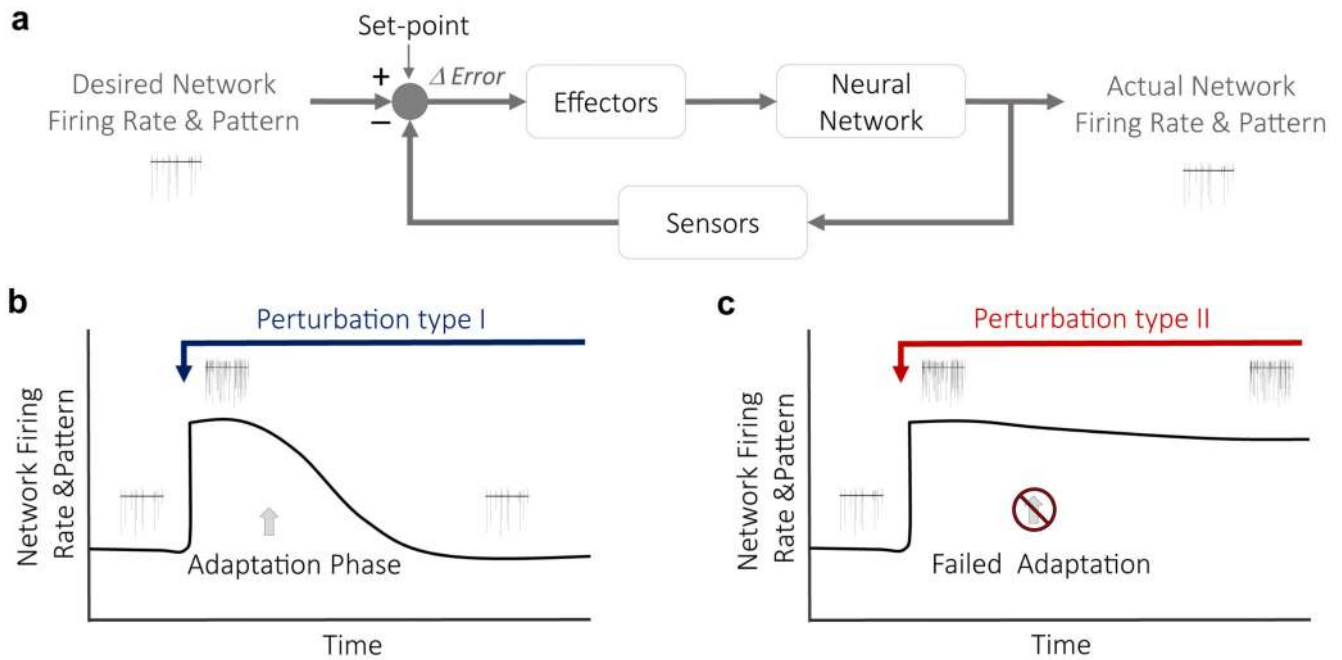 a
Set-point
Desired Network
Firing Rate & Pattern
+
−
Δ Error
Effectors
Neural
Network
Actual Network
Firing Rate & Pattern
Sensors
b
Perturbation type I
Network Firing
Rate &Pattern
Adaptation Phase
Time
c
Perturbation type II
Network Firing
Rate &Pattern
Failed Adaptation
Time